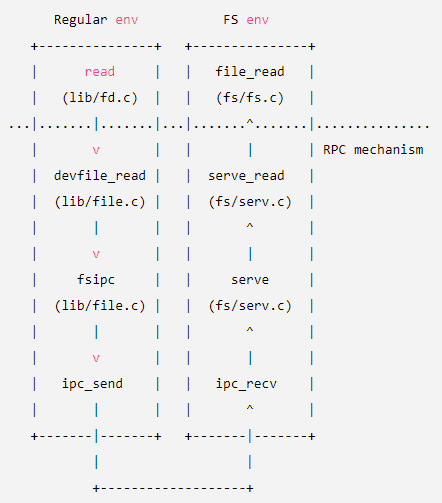 Regular env           FS env
   +---------------+   +---------------+
   |      read     |   |   file_read   |
   |   (lib/fd.c)  |   |   (fs/fs.c)   |
...|.......|.......|...|.......^.......|...............
   |       v       |   |       |       | RPC mechanism
   |  devfile_read |   |  serve_read   |
   |  (lib/file.c) |   |  (fs/serv.c)  |
   |       |       |   |       ^       |
   |       v       |   |       |       |
   |     fsipc     |   |     serve     |
   |  (lib/file.c) |   |  (fs/serv.c)  |
   |       |       |   |       ^       |
   |       v       |   |       |       |
   |   ipc_send    |   |   ipc_recv    |
   |       |       |   |       ^       |
   +-------|-------+   +-------|-------+
           |                   |
           +-------------------+